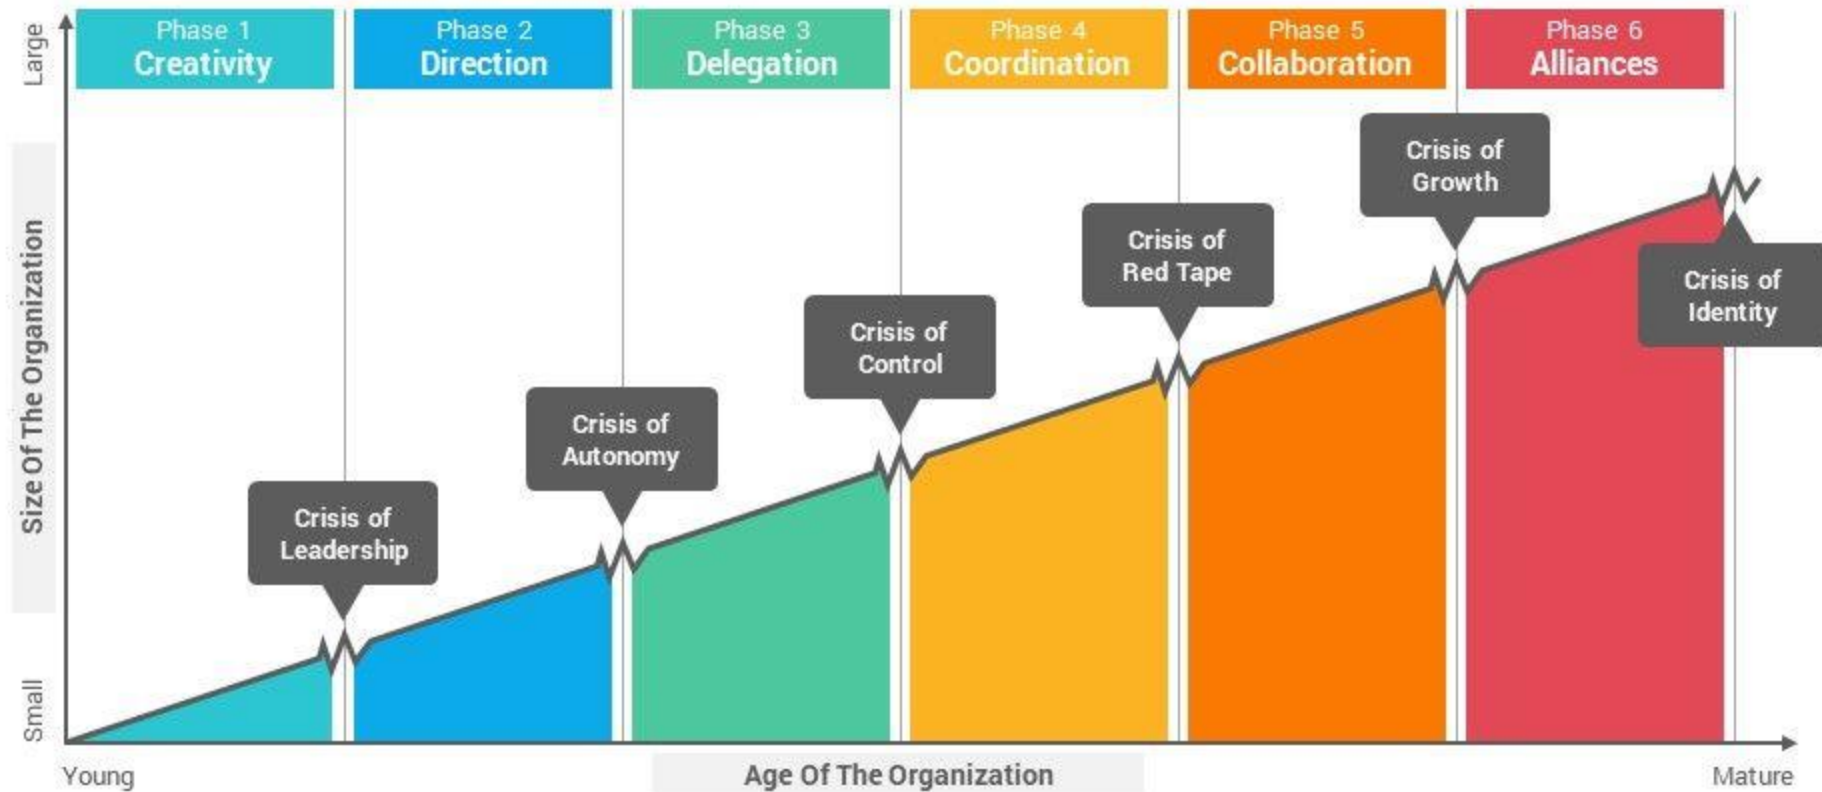 Large
Phase 1
Creativity
Phase 2
Direction
Phase 3
Delegation
Phase 4
Coordination
Phase 5
Collaboration
Phase 6
Alliances
Crisis of
Growth
Crisis of
Red Tape
Crisis of
Identity
Crisis of
Control
Crisis of
Autonomy
Crisis of
Leadership
Size Of The Organization
Small
Young
Age Of The Organization
Mature